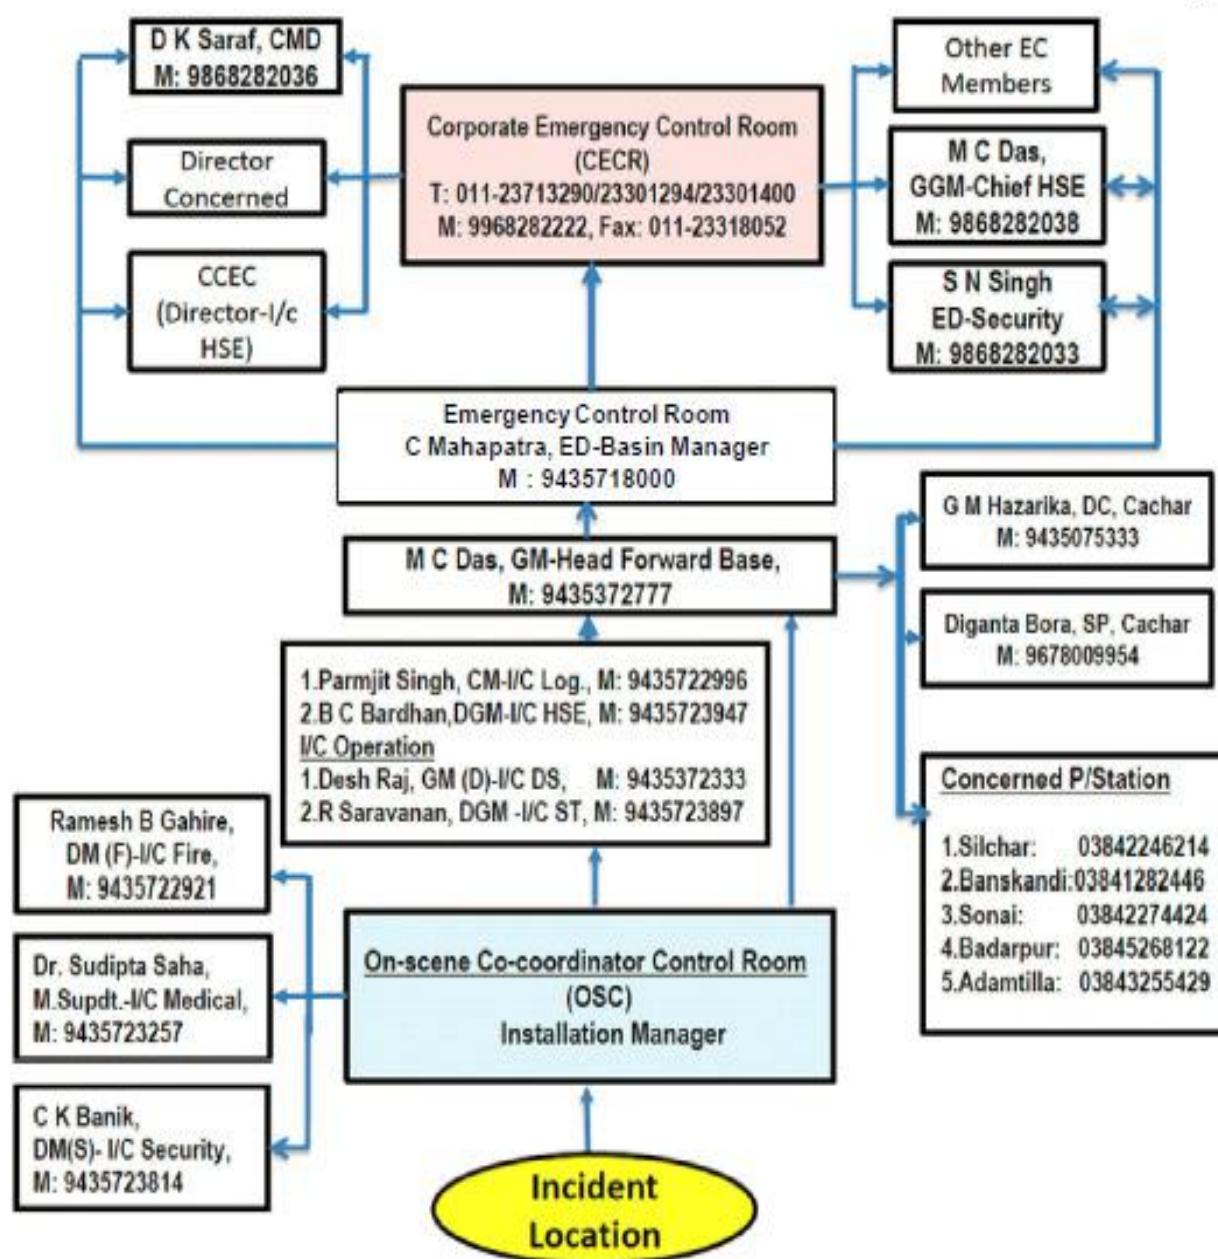 D K Saraf, CMD
M: 9868282036
Director
Concerned
CCEC
(Director-I/c
HSE)
Corporate Emergency Control Room
(CECR)
T: 011-23713290/23301294/23301400
M: 9968282222, Fax: 011-23318052
Other EC
Members
M C Das,
GGM-Chief HSE
M: 9868282038
S N Singh
ED-Security
M: 9868282033
Emergency Control Room
C Mahapatra, ED-Basin Manager
M : 9435718000
M C Das, GM-Head Forward Base,
M: 9435372777
G M Hazarika, DC, Cachar
M: 9435075333
Diganta Bora, SP, Cachar
M: 9678009954
1.Parmjit Singh, CM-I/C Log., M: 9435722996
2.B C Bardhan,DGM-I/C HSE, M: 9435723947
I/C Operation
1.Desh Raj, GM (D)-I/C DS, M: 9435372333
2.R Saravanan, DGM -I/C ST, M: 9435723897
Concerned P/Station
1.Silchar: 03842246214
2.Banskandi:03841282446
3.Sonai: 03842274424
4.Badarpur: 03845268122
5.Adamtilla: 03843255429
Ramesh B Gahire,
DM (F)-I/C Fire,
M: 9435722921
Dr. Sudipta Saha,
M.Supdt.-I/C Medical,
M: 9435723257
C K Banik,
DM(S)- I/C Security,
M: 9435723814
On-scene Co-coordinator Control Room
(OSC)
Installation Manager
Incident
Location